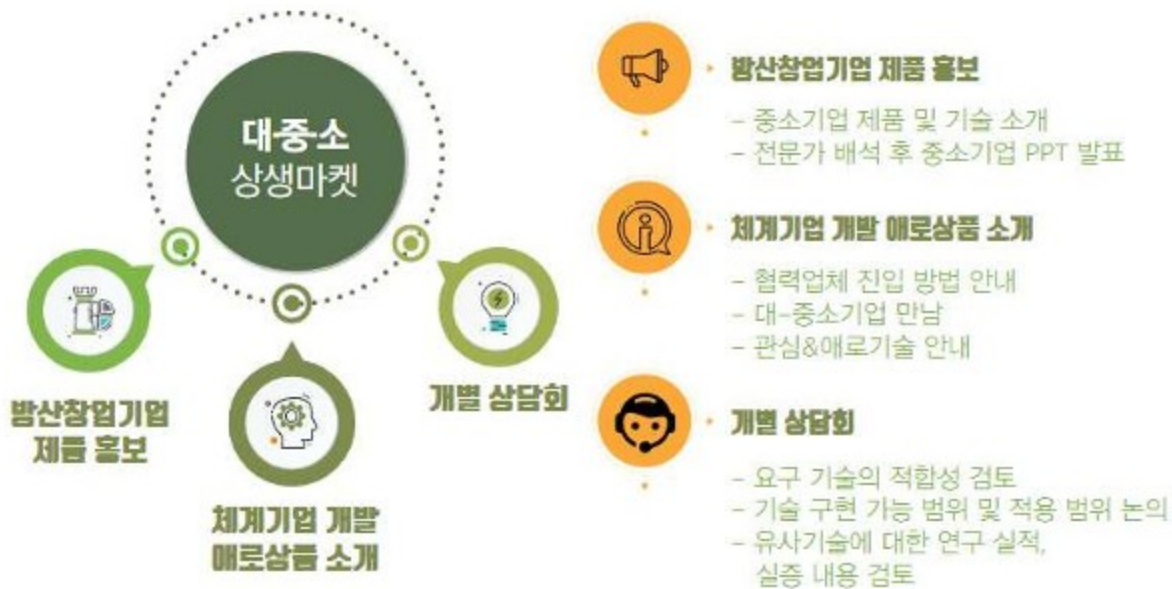 대·중·소
상생마켓
방산창업기업
제품 홍보
체계기업 개발
애로상품 소개
개별 상담회
방산창업기업 제품 홍보
- 중소기업 제품 및 기술 소개
- 전문가 배석 후 중소기업 PPT 발표
체계기업 개발 애로상품 소개
- 협력업체 진입 방법 안내
- 대-중소기업 만남
- 관심&애로기술 안내
개별 상담회
- 요구 기술의 적합성 검토
- 기술 구현 가능 범위 및 적용 범위 논의
- 유사기술에 대한 연구 실적,
실증 내용 검토